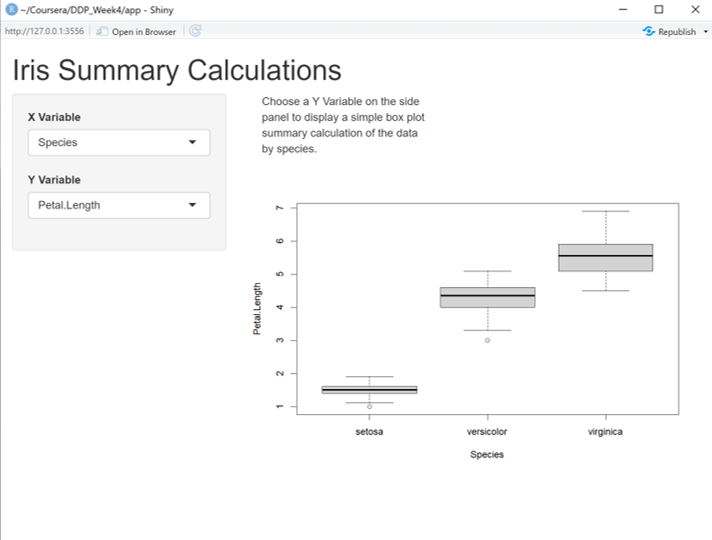 ~/Coursera/DDP_Week4/app - Shiny
http://127.0.0.1:3556 Open in Browser Republish
Iris Summary Calculations
X Variable
Species
Y Variable
Petal.Length
Choose a Y Variable on the side
panel to display a simple box plot
summary calculation of the data
by species.
7
6
5
4
3
2
1
Petal.Length
setosa versicolor virginica
Species